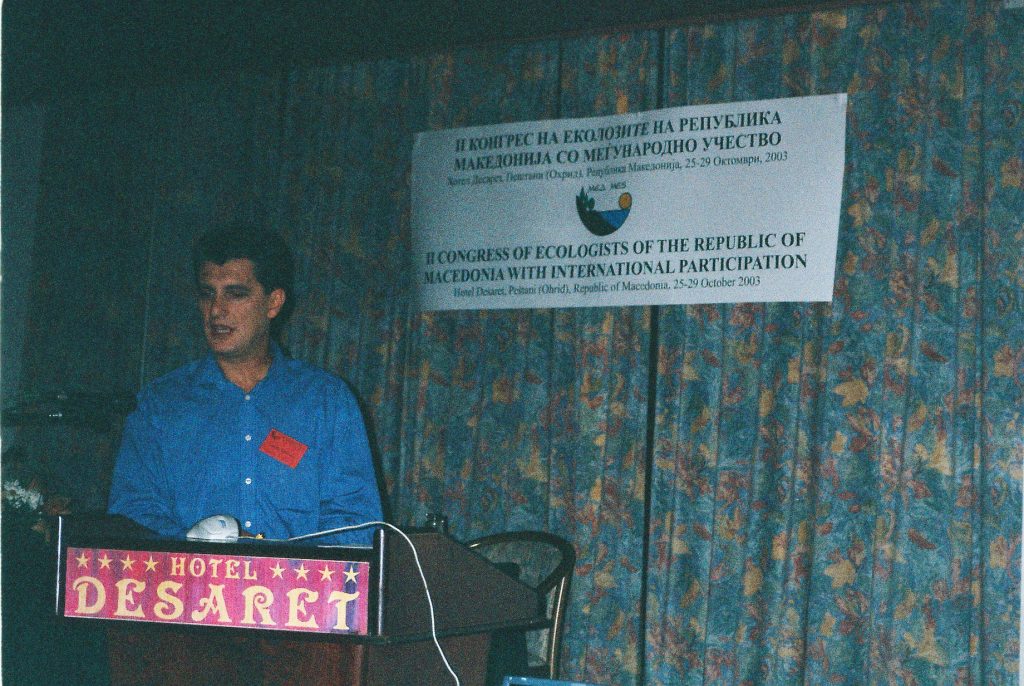 II КОНГРЕС НА ЕКОЛОЗИТЕ НА РЕПУБЛИКА
МАКЕДОНИЈА СО МЕЃУНАРОДНО УЧЕСТВО
Хотел Десарет, Пештани (Охрид), Република Македонија, 25-29 Октомври, 2003
МЕД MES
II CONGRESS OF ECOLOGISTS OF THE REPUBLIC OF
MACEDONIA WITH INTERNATIONAL PARTICIPATION
Hotel Desaret, Peštani (Ohrid), Republic of Macedonia, 25-29 October 2003
HOTEL
DESARET